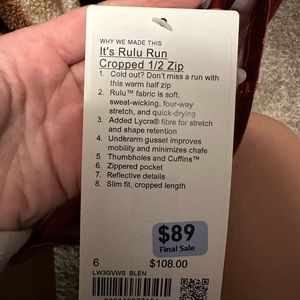 WHY WE MADE THIS
It's Rulu Run
Cropped 1/2 Zip
1. Cold out? Don't miss a run with
this warm half zip
2. Rulu™ fabric is soft,
sweat-wicking, four-way
stretch, and quick-drying
3. Added Lycra® fibre for stretch
and shape retention
4. Underarm gusset improves
mobility and minimizes chafe
5. Thumbholes and Cuffins™
6. Zippered pocket
7. Reflective details
8. Slim fit, cropped length
$89
Final Sale
6 $108.00
LW3GVWS BLEN